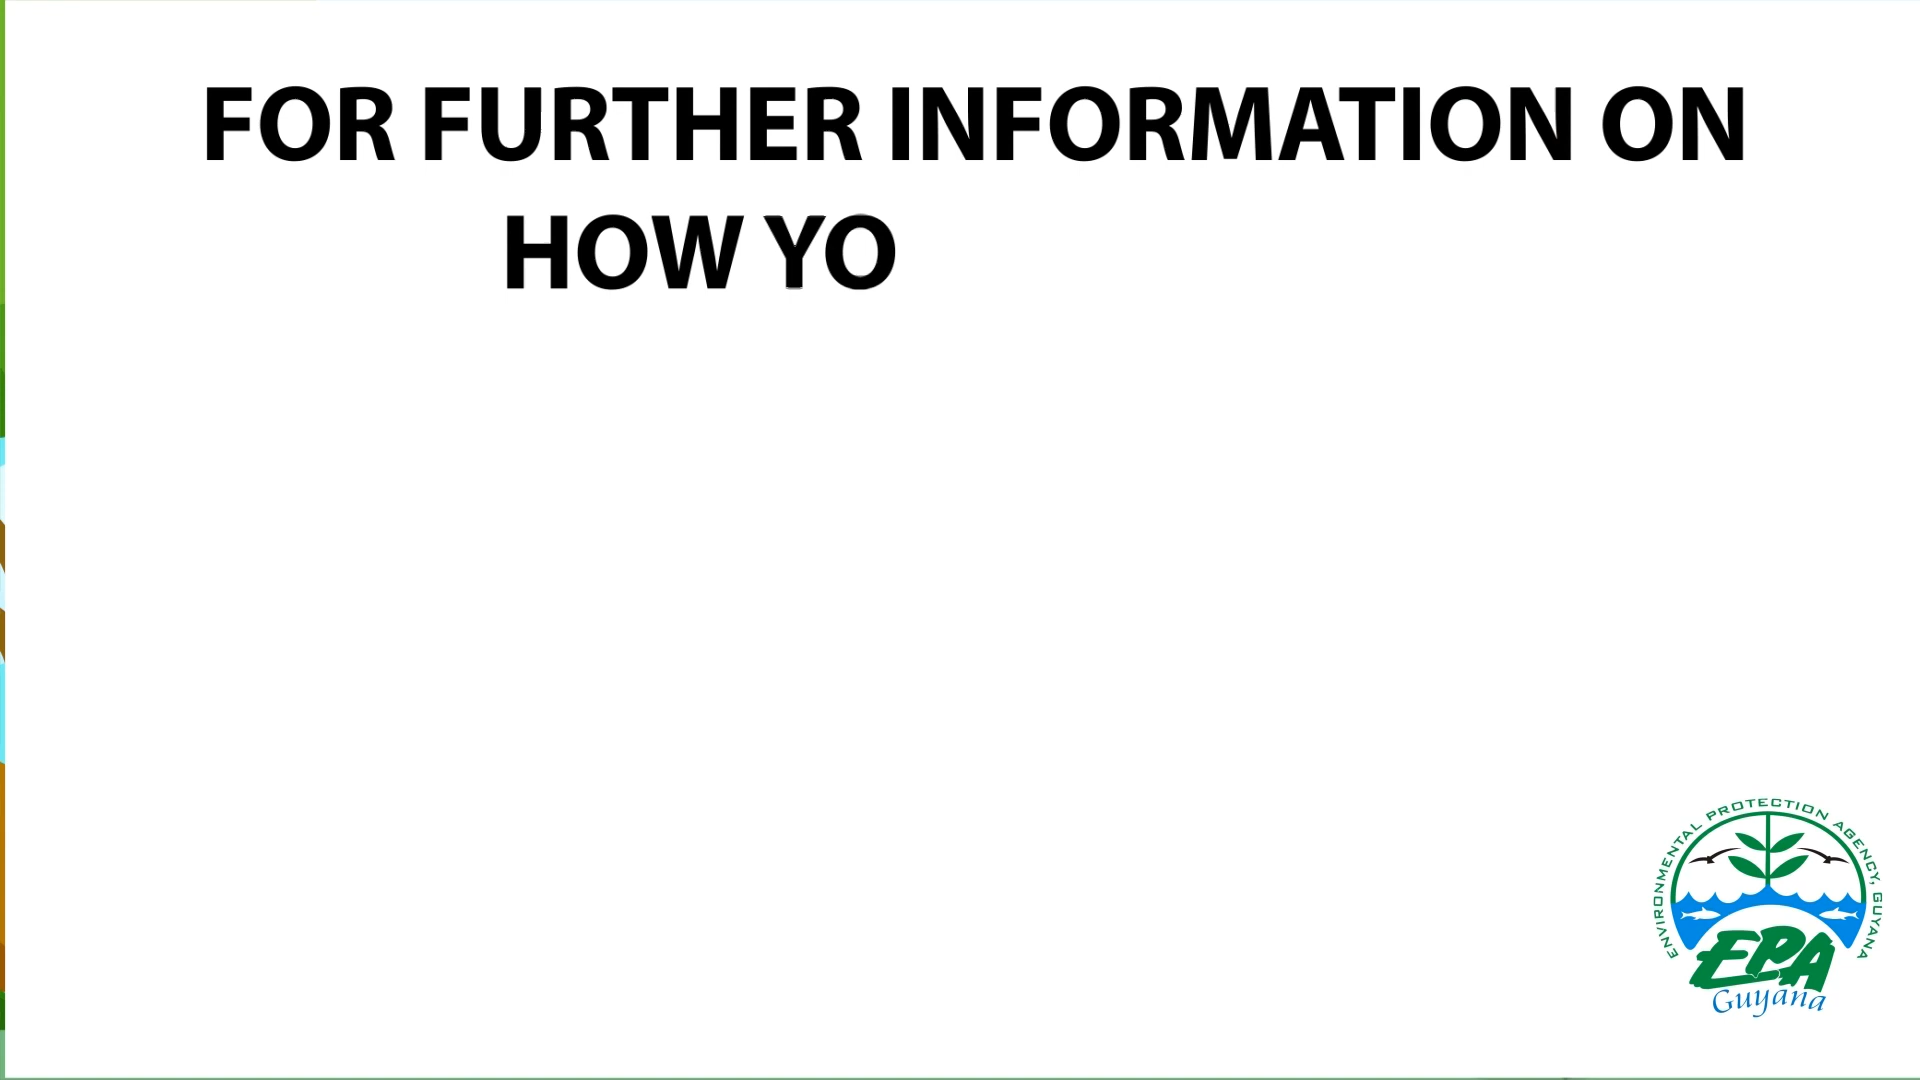 FOR FURTHER INFORMATION ON
HOW YO
ENVIRONMENTAL PROTECTION AGENCY, GUYANA
EPA
Guyana